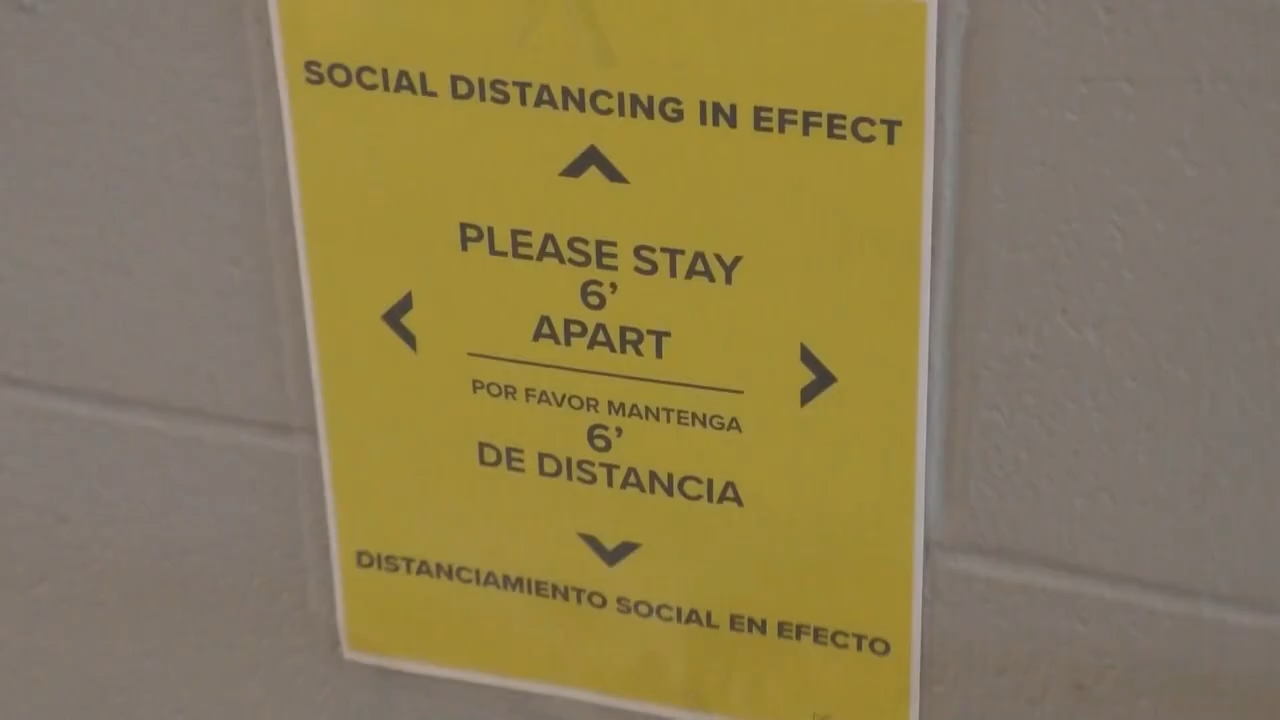 SOCIAL DISTANCING IN EFFECT
PLEASE STAY
6’
APART
POR FAVOR MANTENGA
6’
DE DISTANCIA
DISTANCIAMIENTO SOCIAL EN EFECTO